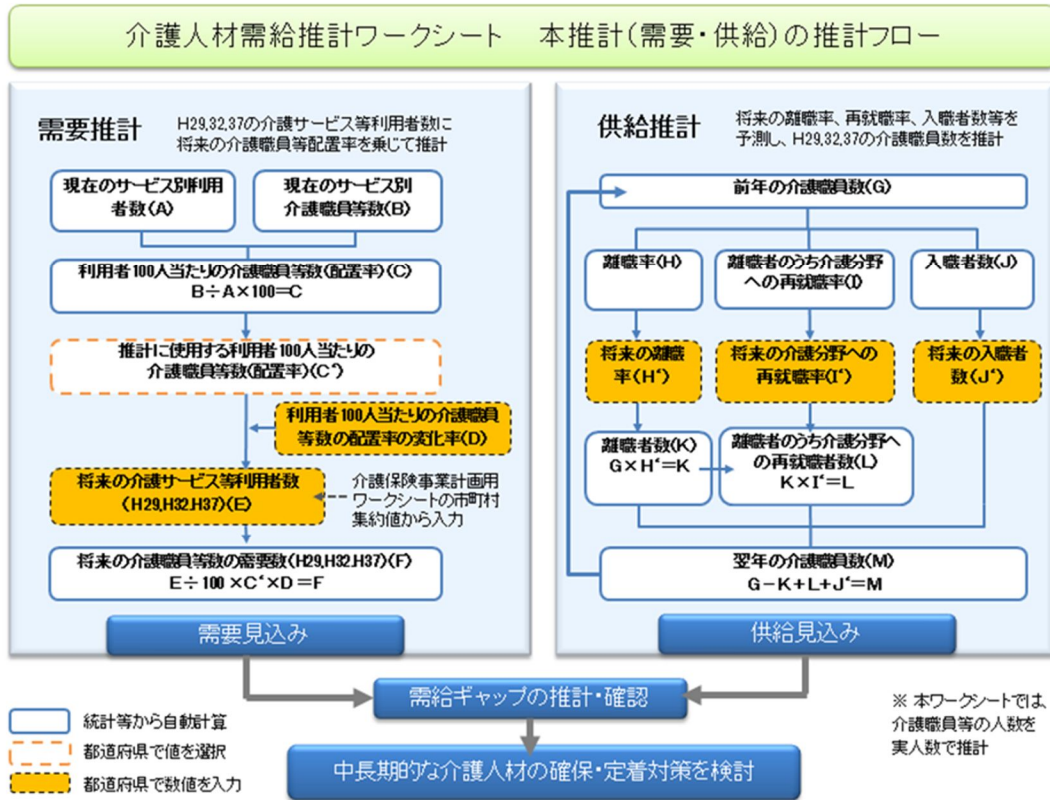 介護人材需給推計ワークシート　本推計(需要・供給)の推計フロー
需要推計
H29,32,37の介護サービス等利用者数に
将来の介護職員等配置率を乗じて推計
現在のサービス別利用
者数(A)
現在のサービス別
介護職員等数(B)
利用者100人当たりの介護職員等数(配置率)(C)
B÷A×100=C
推計に使用する利用者100人当たりの
介護職員等数(配置率)(C‘)
利用者100人当たりの介護職員
等数の配置率の変化率(D)
将来の介護サービス等利用者数
(H29,H32.H37)(E)
介護保険事業計画用
ワークシートの市町村
集約値から入力
将来の介護職員等数の需要数(H29,H32.H37)(F)
E÷100×C‘×D=F
需要見込み
供給推計
将来の離職率、再就職率、入職者数等を
予測し、H29,32,37の介護職員数を推計
前年の介護職員数(G)
離職率(H)
離職者のうち介護分野
への再就職率(I)
入職者数(J)
将来の離職
率(H‘)
将来の介護分野への
再就職率(I‘)
将来の入職者
数(J‘)
離職者数(K)
G×H‘=K
離職者のうち介護分野へ
の再就職者数(L)
K×I‘=L
翌年の介護職員数(M)
G－K+L+J‘=M
供給見込み
需給ギャップの推計・確認
中長期的な介護人材の確保・定着対策を検討
統計等から自動計算
都道府県で値を選択
都道府県で数値を入力
※ 本ワークシートでは、
介護職員等の人数を
実人数で推計